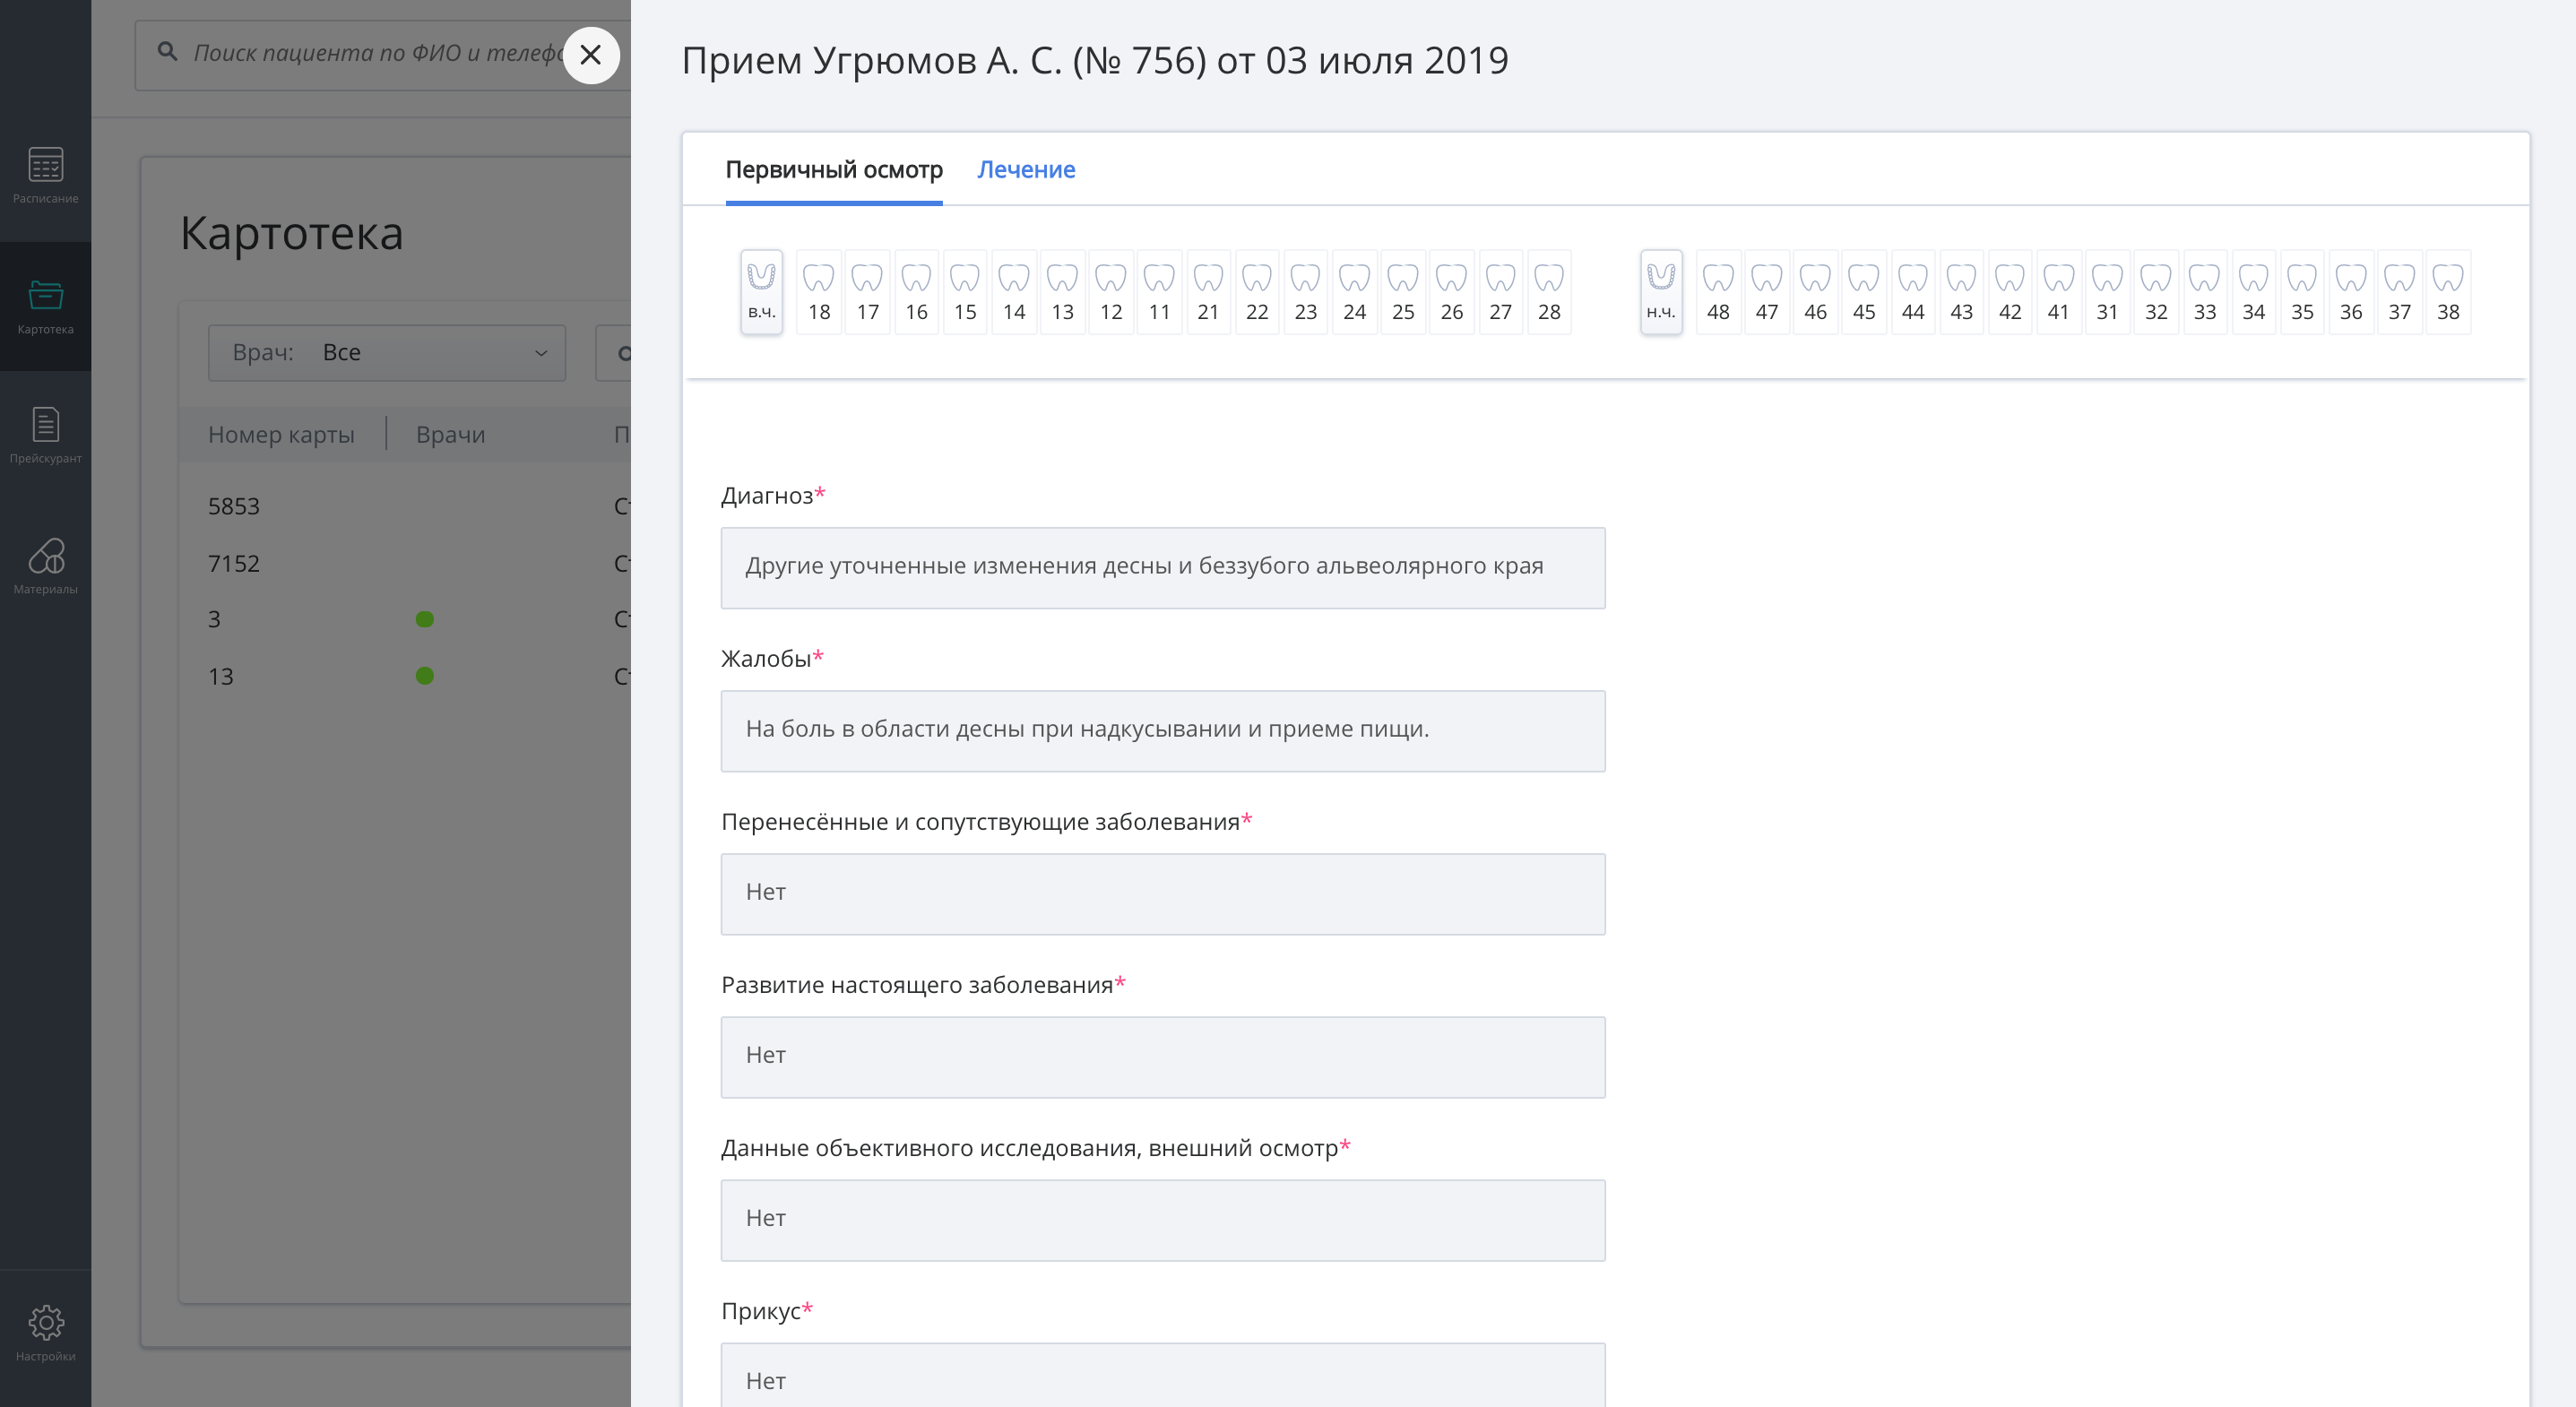 Поиск пациента по ФИО и телефо
Расписание
Картотека
Прейскурант
Материалы
Настройки
Картотека
Врач: Все
Номер карты Врачи П
5853 Ст
7152 Ст
3 Ст
13 Ст
Прием Угрюмов А. С. (№ 756) от 03 июля 2019
Первичный осмотр Лечение
в.ч. 18 17 16 15 14 13 12 11 21 22 23 24 25 26 27 28 н.ч. 48 47 46 45 44 43 42 41 31 32 33 34 35 36 37 38
Диагноз*
Другие уточненные изменения десны и беззубого альвеолярного края
Жалобы*
На боль в области десны при надкусывании и приеме пищи.
Перенесённые и сопутствующие заболевания*
Нет
Развитие настоящего заболевания*
Нет
Данные объективного исследования, внешний осмотр*
Нет
Прикус*
Нет